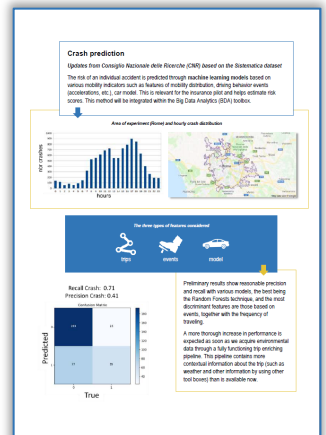 Crash prediction
Updates from Consiglio Nazionale delle Ricerche (CNR) based on the Sistematica dataset
The risk of an individual accident is predicted through machine learning models based on
various mobility indicators such as features of mobility distribution, driving behavior events
(accelerations, etc.), car model. This is relevant for the insurance pilot and helps estimate risk
scores. This method will be integrated within the Big Data Analytics (BDA) toolbox.
Area of experiment (Rome) and hourly crash distribution
nbr crashes
hours
The three types of features considered
trips events model
Recall Crash: 0.71
Precision Crash: 0.41
Confusion Matrix
Predicted
True
Preliminary results show reasonable precision
and recall with various models, the best being
the Random Forests technique, and the most
discriminant features are those based on
events, together with the frequency of
traveling.
A more thorough increase in performance is
expected as soon as we acquire environmental
data through a fully functioning trip enriching
pipeline. This pipeline contains more
contextual information about the trip (such as
weather and other information by using other
tool boxes) than is available now.